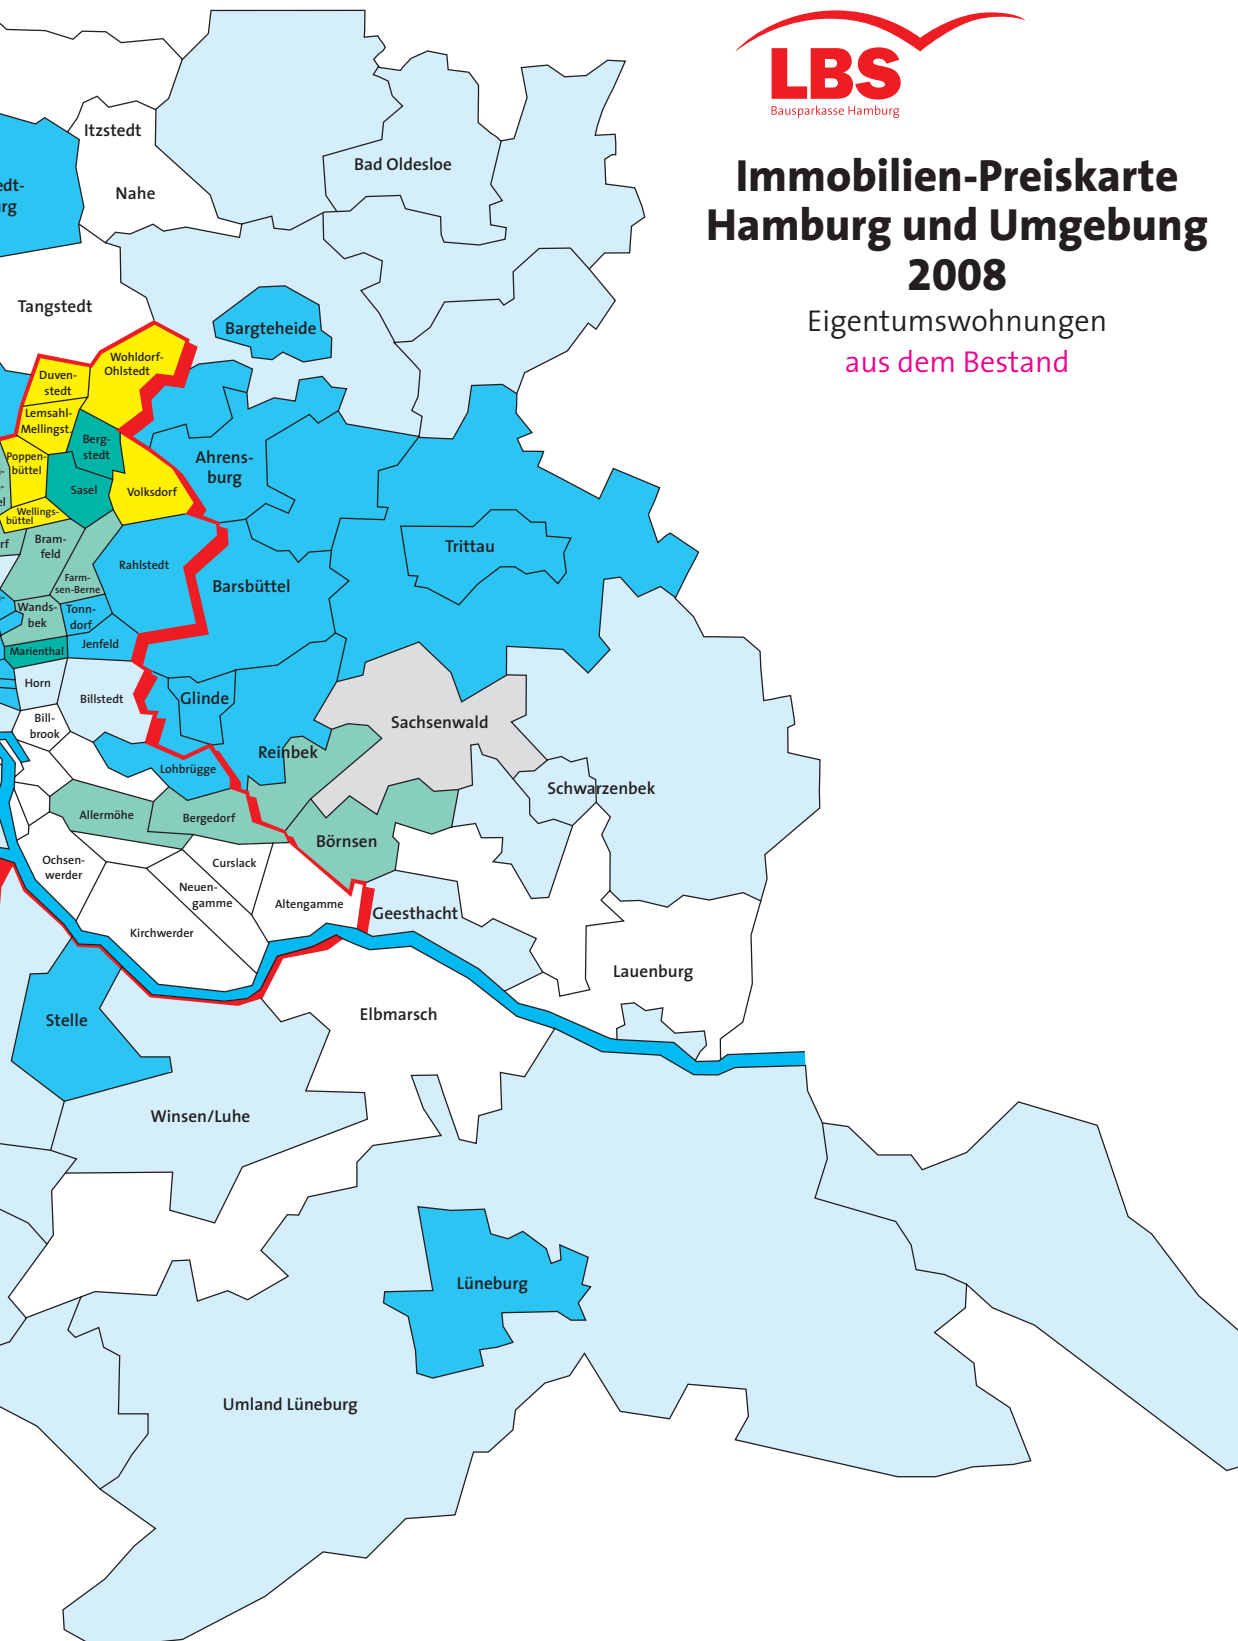 LBS
Bausparkasse Hamburg
Immobilien-Preiskarte
Hamburg und Umgebung
2008
Eigentumswohnungen
aus dem Bestand
Itzstedt
Nahe
Bad Oldesloe
edt-
rg
Tangstedt
Bargteheide
Wohldorf-
Ohlstedt
Duven-
stedt
Lemsahl-
Mellingst.
Berg-
stedt
Poppen-
büttel
Sasel
Volksdorf
Ahrens-
burg
el
Wellings-
büttel
rf
Bram-
feld
Farm-
sen-Berne
Rahlstedt
Barsbüttel
Trittau
Wands-
bek
Tonn-
dorf
Jenfeld
Marienthal
Horn
Billstedt
Glinde
Bill-
brook
Sachsenwald
Reinbek
Lohbrügge
Schwarzenbek
Allermöhe
Bergedorf
Börnsen
Ochsen-
werder
Curslack
Neuen-
gamme
Altengamme
Geesthacht
Kirchwerder
Lauenburg
Stelle
Elbmarsch
Winsen/Luhe
Lüneburg
Umland Lüneburg